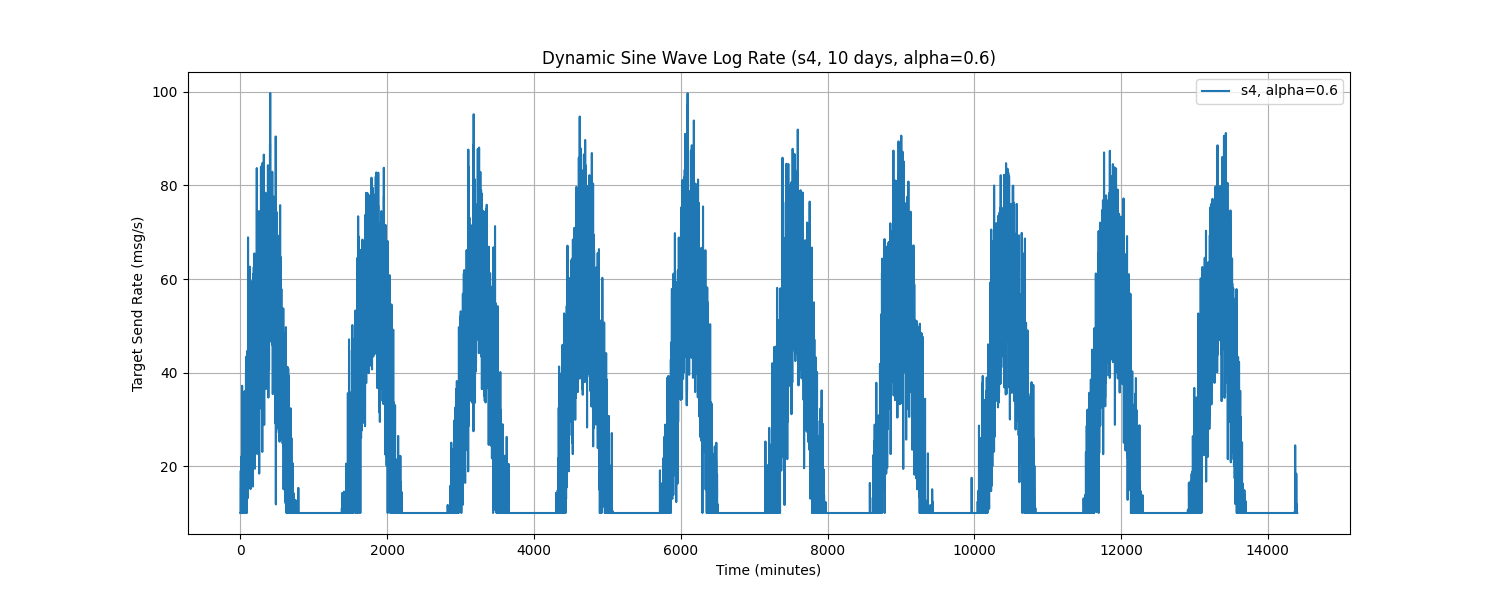 Dynamic Sine Wave Log Rate (s4, 10 days, alpha=0.6)
s4, alpha=0.6
Target Send Rate (msg/s)
100
80
60
40
20
0 2000 4000 6000 8000 10000 12000 14000
Time (minutes)